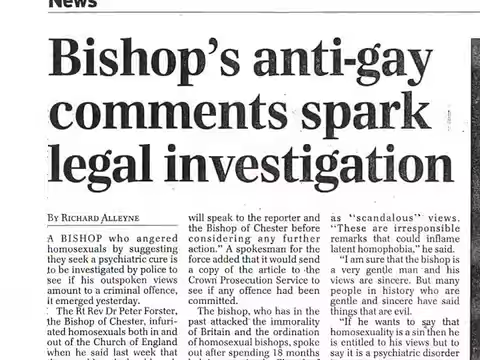 News
Bishop's anti-gay
comments spark
legal investigation
BY RICHARD ALLEYNE
A BISHOP who angered
homosexuals by suggesting
they seek a psychiatric cure is
to be investigated by police to
see if his outspoken views
amount to a criminal offence,
it emerged yesterday.
The Rt Rev Dr Peter Forster,
the Bishop of Chester, infuri-
ated homosexuals both in and
out of the Church of England
when he said last week that
will speak to the reporter and
the Bishop of Chester before
considering any further
action." A spokesman for the
force added that it would send
a copy of the article to the
Crown Prosecution Service to
see if any offence had been
committed.
The bishop, who has in the
past attacked the immorality
of Britain and the ordination
of homosexual bishops, spoke
out after spending 18 months
as "scandalous" views.
"These are irresponsible
remarks that could inflame
latent homophobia," he said.
"I am sure that the bishop is
a very gentle man and his
views are sincere. But many
people in history who are
gentle and sincere have said
things that are evil.
"If he wants to say that
homosexuality is a sin then he
is entitled to his views but to
say it is a psychiatric disorder